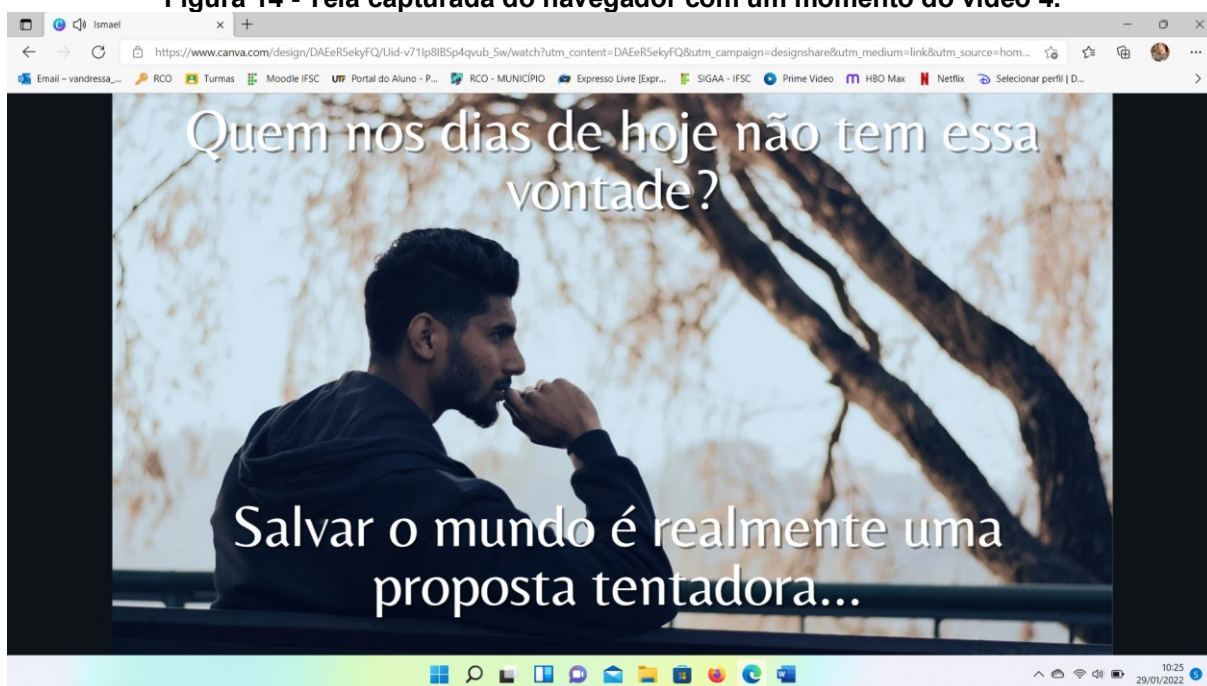 Figura 14 - Tela capturada do navegador com um momento do vídeo 4.
Ismael
https://www.canva.com/design/DAEeR5ekyFQ/Uid-v71Ip8IBSp4qvub_Sw/watch?utm_content=DAEeR5ekyFQ&utm_campaign=designshare&utm_medium=link&utm_source=hom...
Email – vandressa_... RCO Turmas Moodle IFSC UTF Portal do Aluno - P... RCO - MUNICÍPIO Expresso Livre [Expr... SIGAA - IFSC Prime Video HBO Max Netflix Selecionar perfil | D...
Quem nos dias de hoje não tem essa
vontade?
Salvar o mundo é realmente uma
proposta tentadora...
10:25
29/01/2022 5